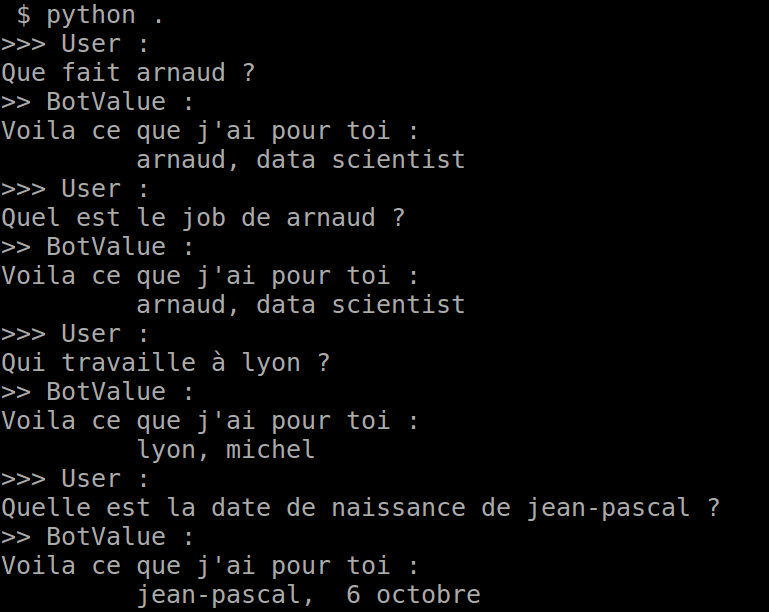 $ python .
>>> User :
Que fait arnaud ?
>> BotValue :
Voila ce que j'ai pour toi :
arnaud, data scientist
>>> User :
Quel est le job de arnaud ?
>> BotValue :
Voila ce que j'ai pour toi :
arnaud, data scientist
>>> User :
Qui travaille à lyon ?
>> BotValue :
Voila ce que j'ai pour toi :
lyon, michel
>>> User :
Quelle est la date de naissance de jean-pascal ?
>> BotValue :
Voila ce que j'ai pour toi :
jean-pascal,  6 octobre